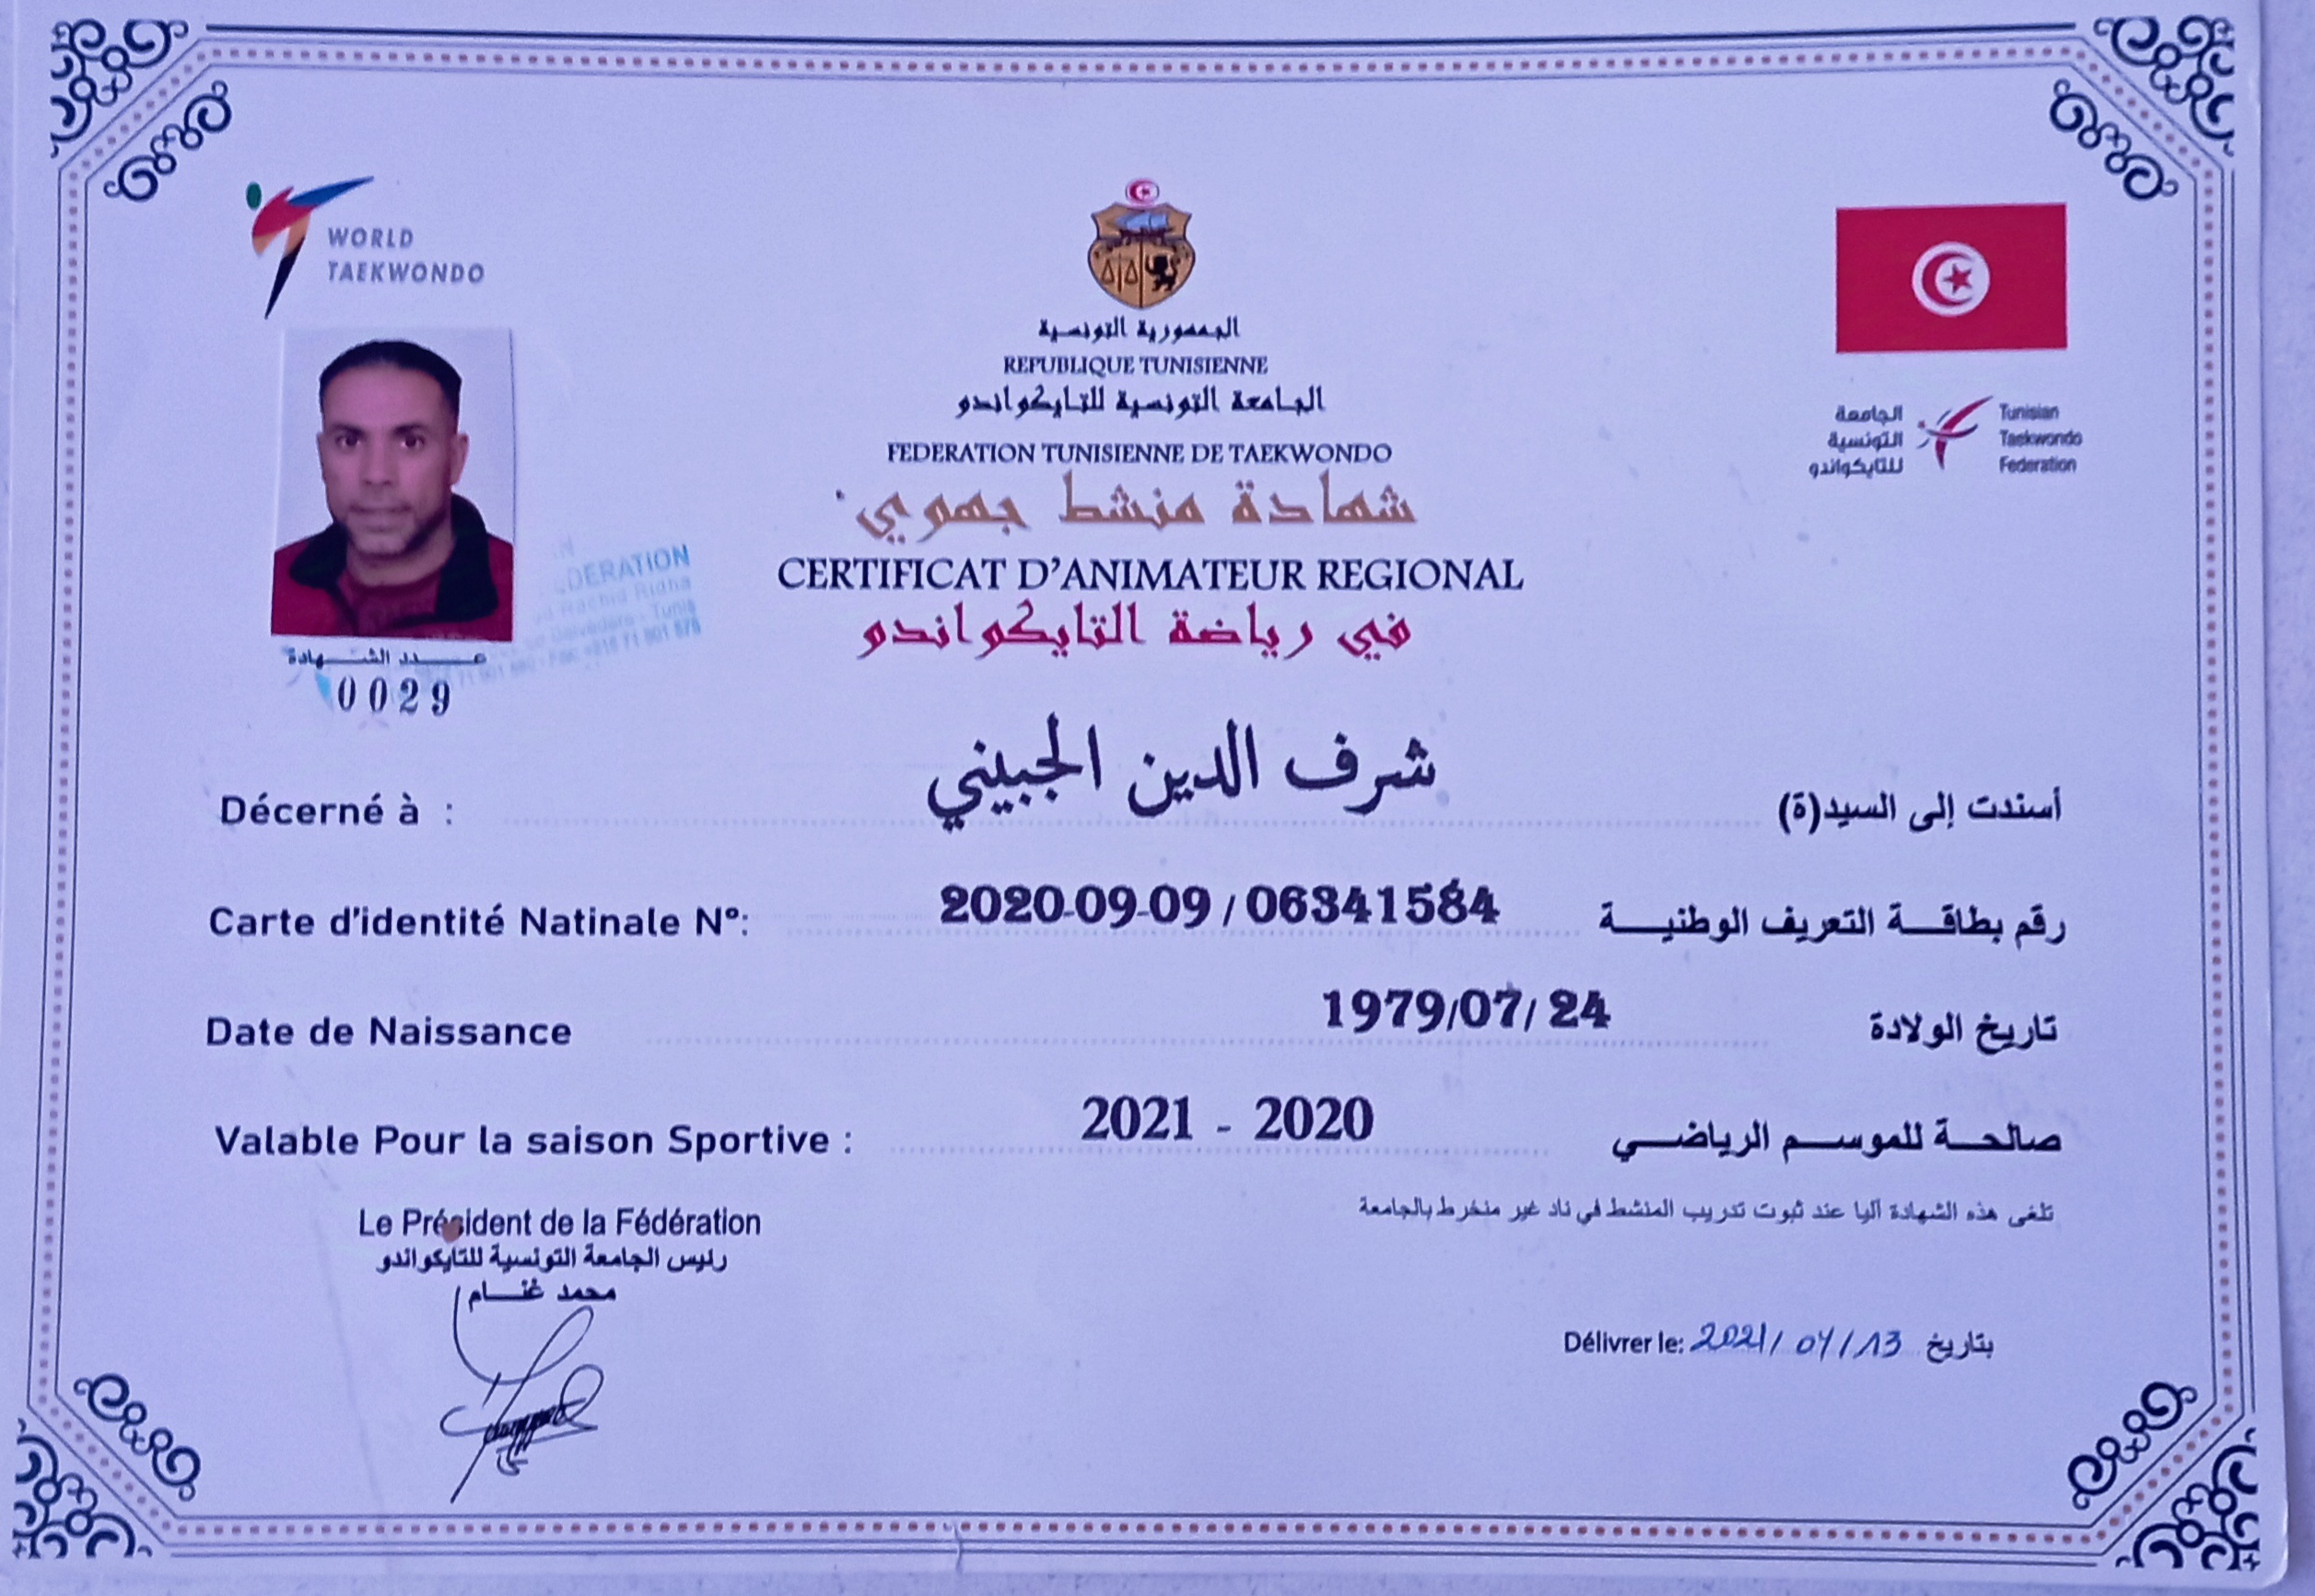 WORLD
TAEKWONDO
الجمهورية التونسية
REPUBLIQUE TUNISIENNE
الجامعة التونسية للتايكواندو
FEDERATION TUNISIENNE DE TAEKWONDO
الجامعة
التونسية
للتايكواندو
Tunisian
Taekwondo
Federation
شهادة منشط جهوي
CERTIFICAT D'ANIMATEUR REGIONAL
في رياضة التايكواندو
DERATION
Rachid Ridha
عدد الشهادة
0029
Décerné à : شرف الدين الجبيني أسندت إلى السيد(ة)
Carte d'identité Natinale N°: 2020-09-09 / 06341584 رقم بطاقة التعريف الوطنية
Date de Naissance 1979/07/24 تاريخ الولادة
Valable Pour la saison Sportive : 2021 - 2020 صالحة للموسم الرياضي
تلغى هذه الشهادة آليا عند ثبوت تدريب المنشط في ناد غير منخرط بالجامعة
Le Président de la Fédération
رئيس الجامعة التونسية للتايكواندو
محمد غنام
Délivrer le: 2021/04/13 بتاريخ